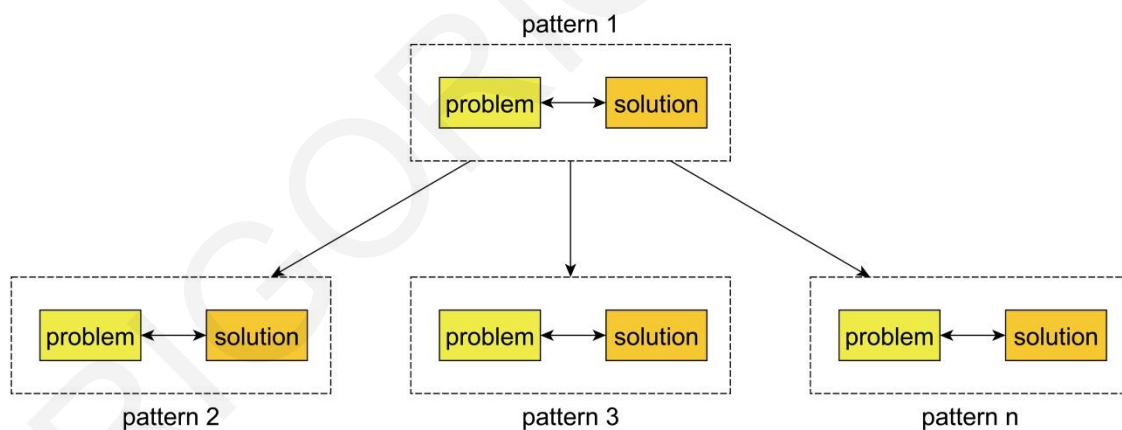 pattern 1
problem
solution
problem
solution
problem
solution
problem
solution
pattern 2
pattern 3
pattern n